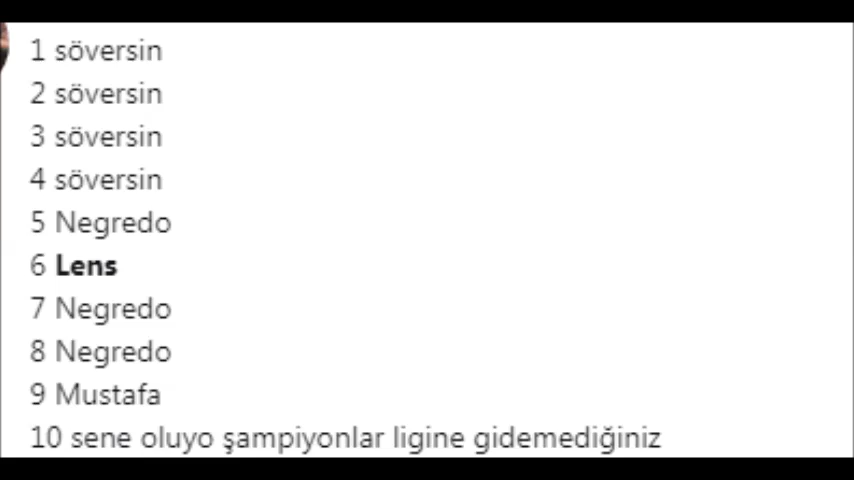 1 söversin
2 söversin
3 söversin
4 söversin
5 Negredo
6 Lens
7 Negredo
8 Negredo
9 Mustafa
10 sene oluyo şampiyonlar ligine gidemediğiniz